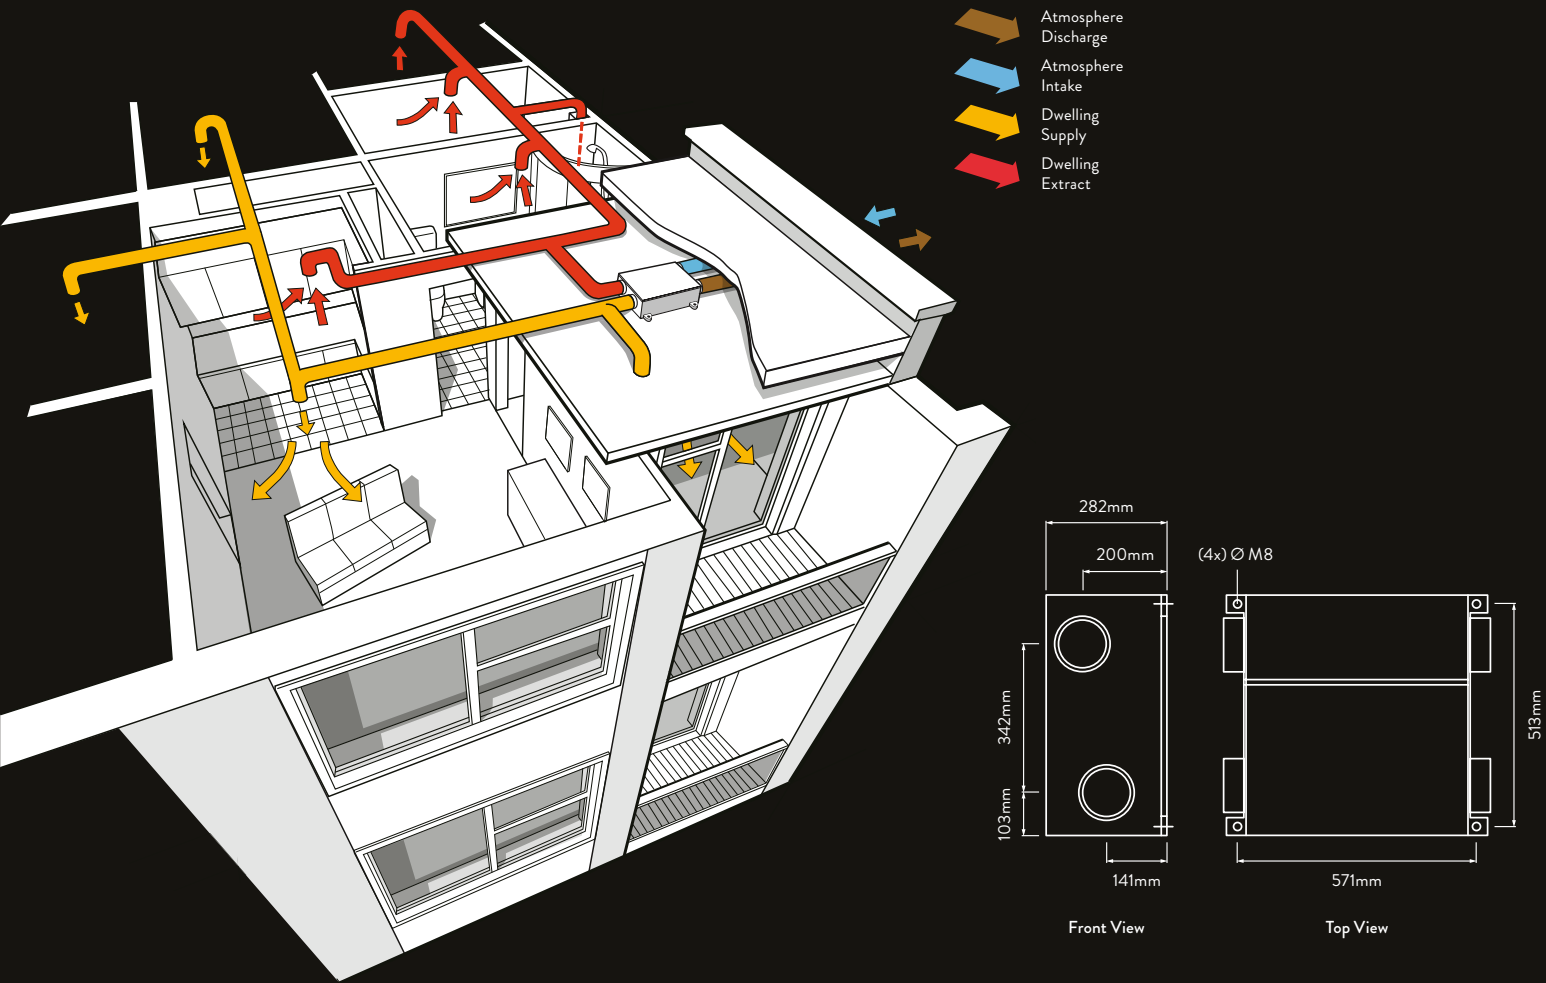 Atmosphere
Discharge
Atmosphere
Intake
Dwelling
Supply
Dwelling
Extract
282mm
200mm
(4x) Ø M8
342mm
103mm
513mm
141mm
571mm
Front View
Top View